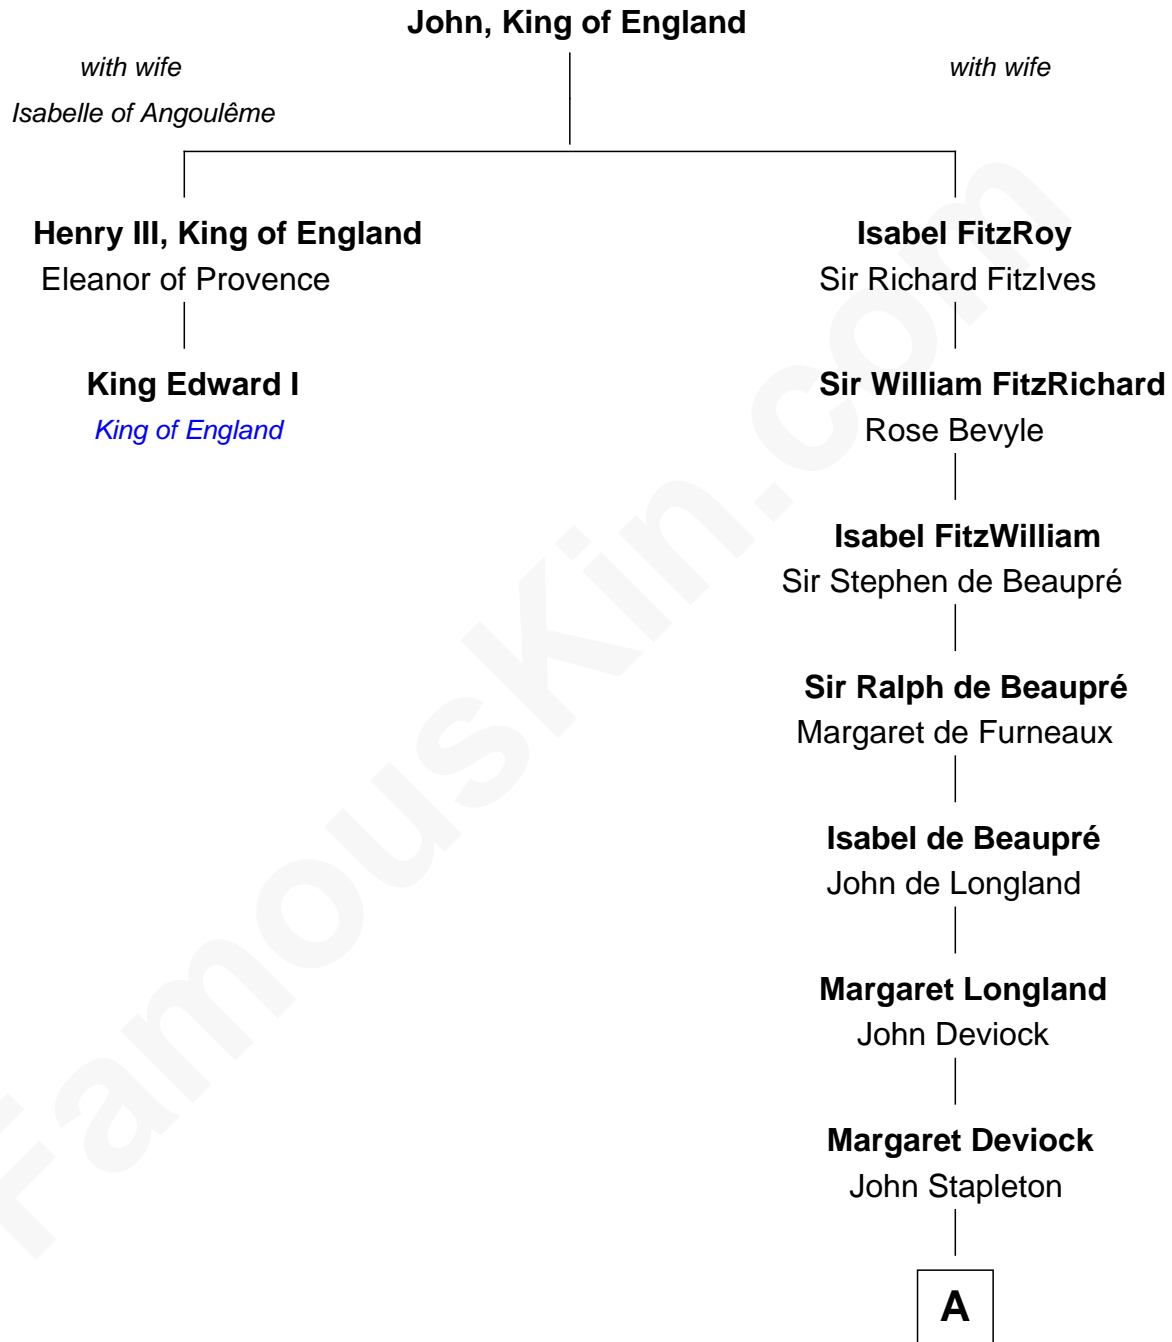 John, King of England
with wife
Isabelle of Angoulême
with wife
Henry III, King of England
Eleanor of Provence
King Edward I
King of England
Isabel FitzRoy
Sir Richard FitzIves
Sir William FitzRichard
Rose Bevyle
Isabel FitzWilliam
Sir Stephen de Beaupré
Sir Ralph de Beaupré
Margaret de Furneaux
Isabel de Beaupré
John de Longland
Margaret Longland
John Deviock
Margaret Deviock
John Stapleton
A
FamousKin.com